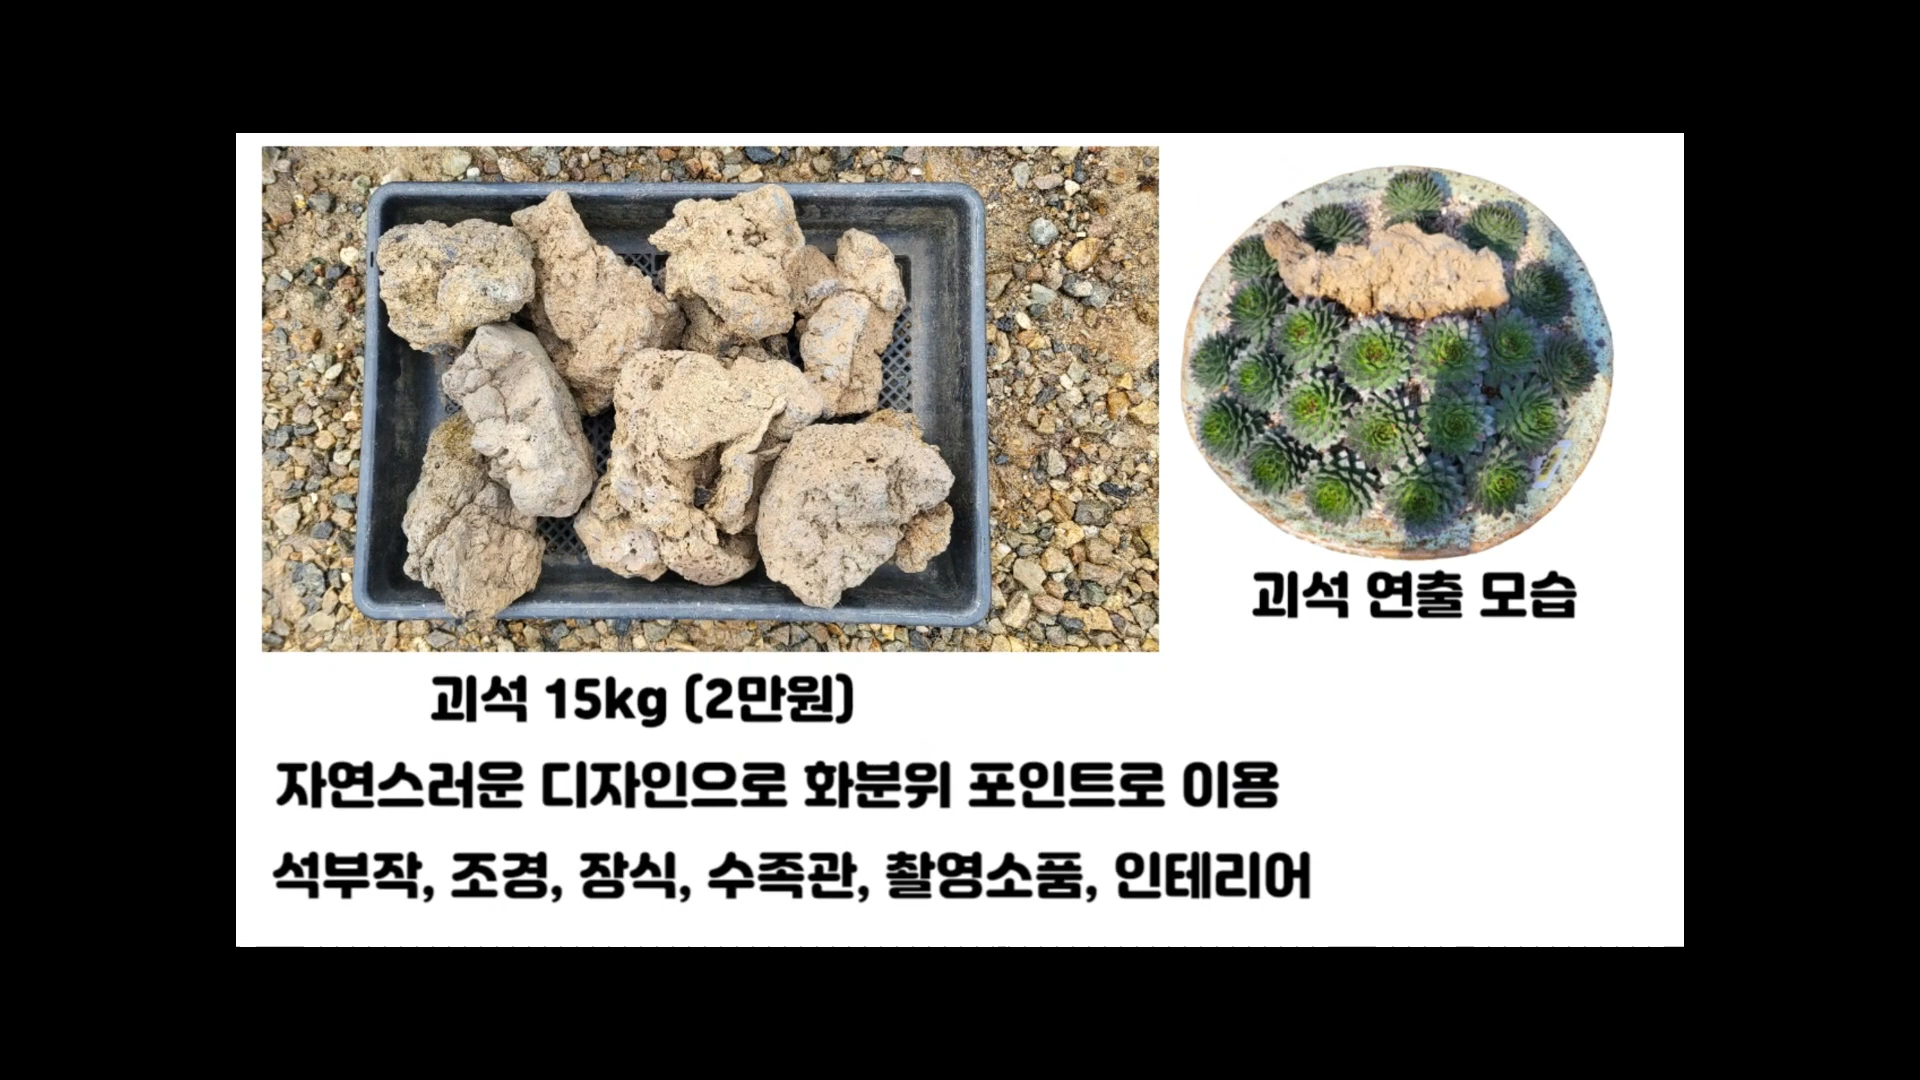 괴석 연출 모습
괴석 15kg (2만원)
자연스러운 디자인으로 화분위 포인트로 이용
석부작, 조경, 장식, 수족관, 촬영소품, 인테리어